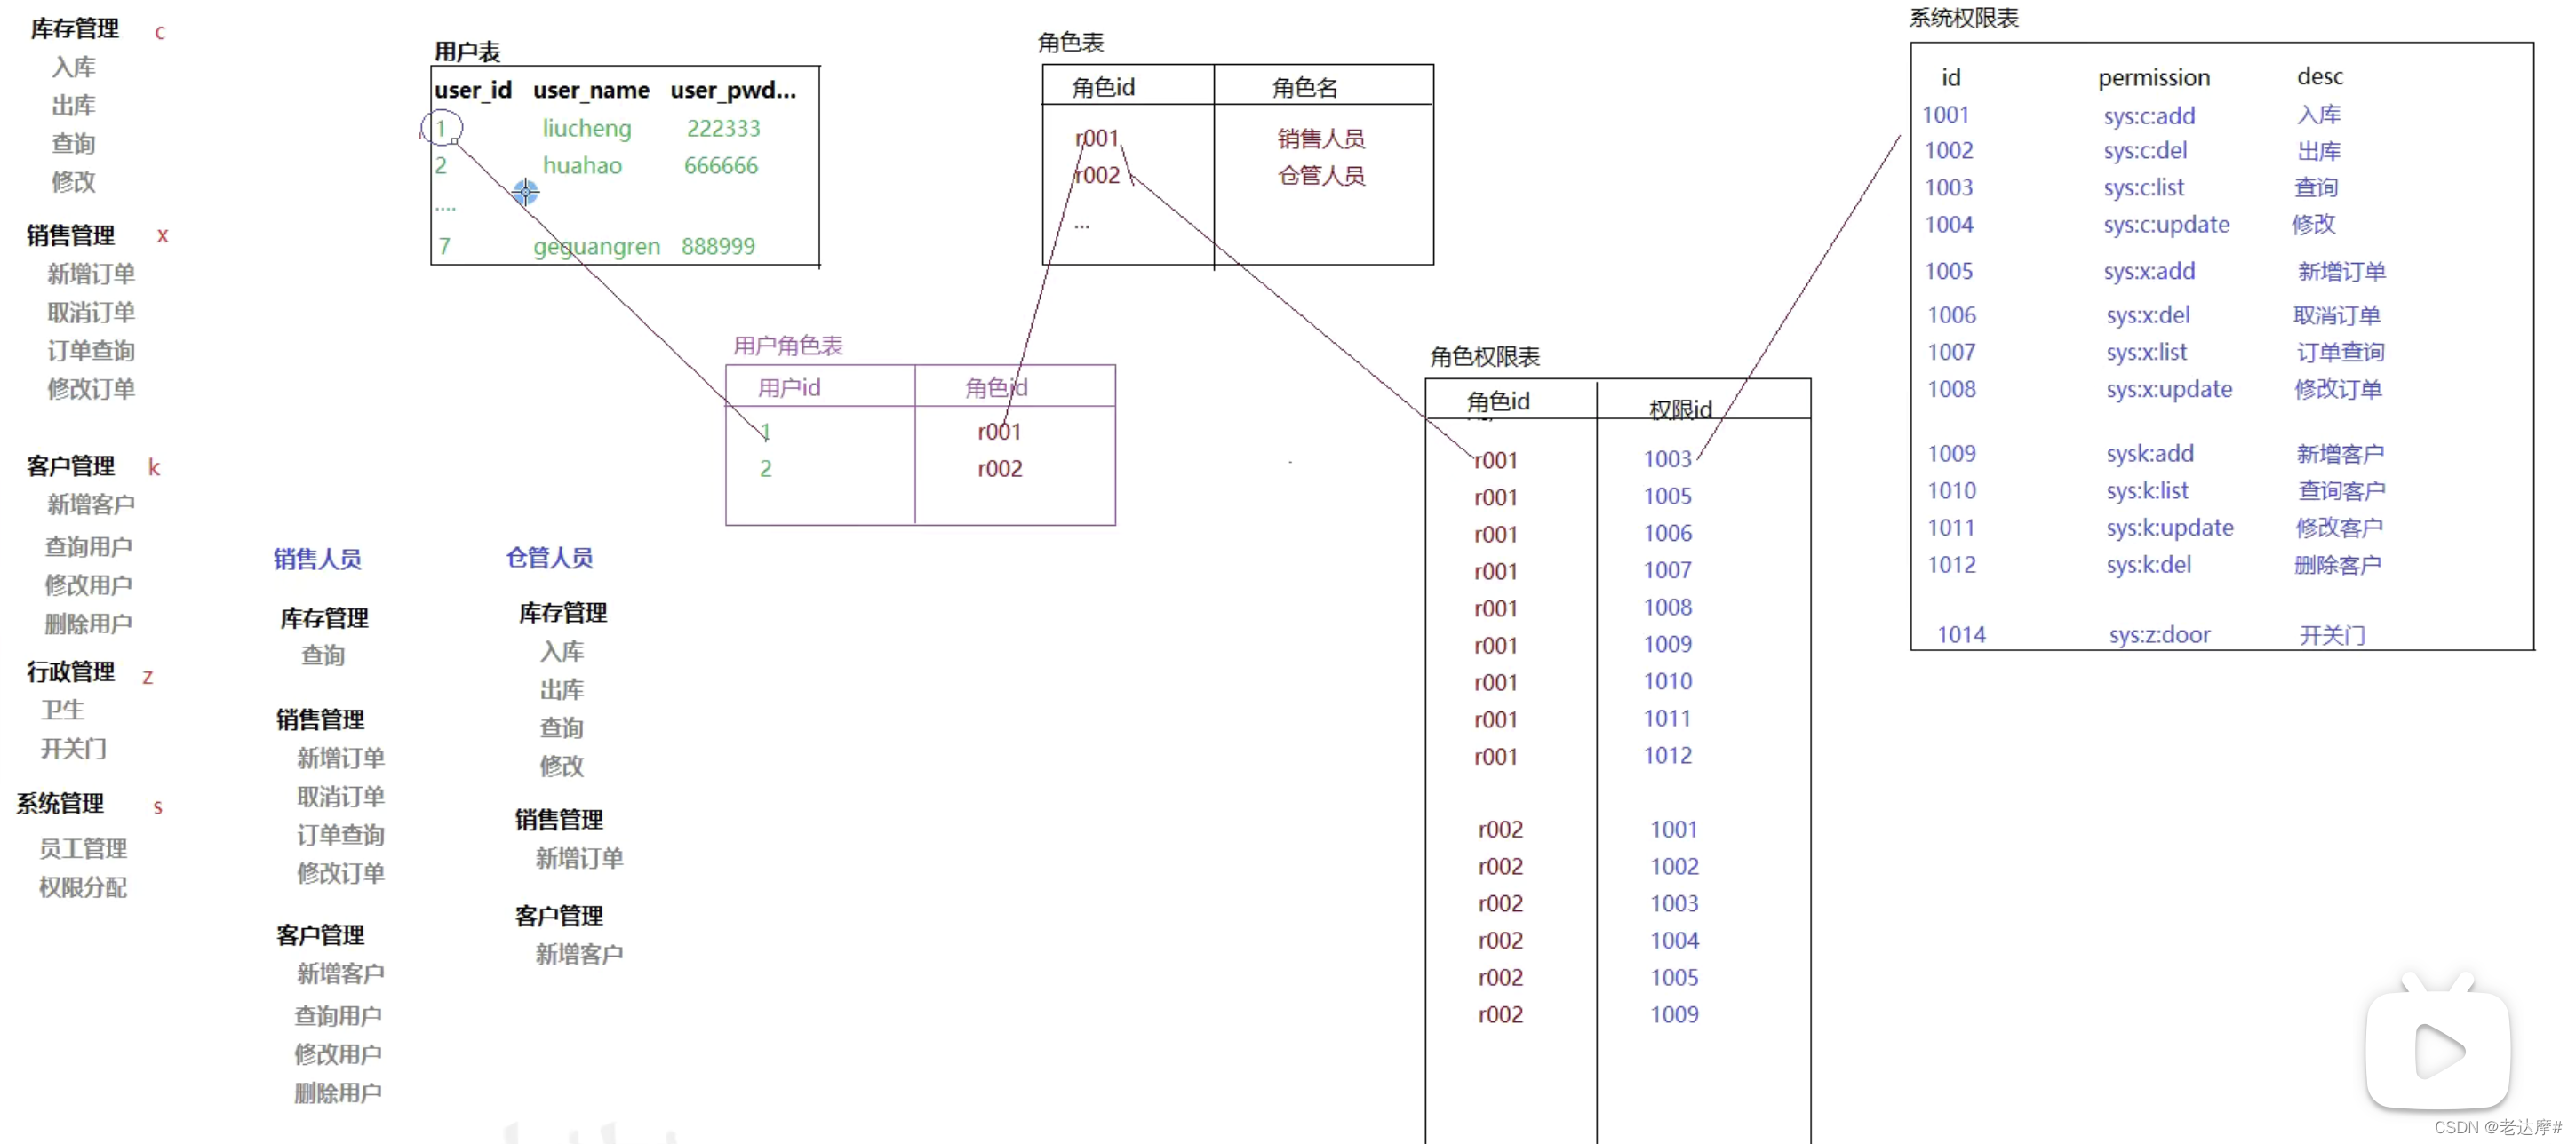 库存管理 c
入库
出库
查询
修改
销售管理 x
新增订单
取消订单
订单查询
修改订单
客户管理 k
新增客户
查询用户
修改用户
删除用户
行政管理 z
卫生
开关门
系统管理 s
员工管理
权限分配
销售人员
库存管理
查询
销售管理
新增订单
取消订单
订单查询
修改订单
客户管理
新增客户
查询用户
修改用户
删除用户
仓管人员
库存管理
入库
出库
查询
修改
销售管理
新增订单
客户管理
新增客户
用户表
user_id user_name user_pwd...
1 liucheng 222333
2 huahao 666666
....
7 geguangren 888999
用户角色表
用户id 角色id
1 r001
2 r002
角色表
角色id 角色名
r001 销售人员
r002 仓管人员
...
角色权限表
角色id 权限id
r001 1003
r001 1005
r001 1006
r001 1007
r001 1008
r001 1009
r001 1010
r001 1011
r001 1012
r002 1001
r002 1002
r002 1003
r002 1004
r002 1005
r002 1009
系统权限表
id permission desc
1001 sys:c:add 入库
1002 sys:c:del 出库
1003 sys:c:list 查询
1004 sys:c:update 修改
1005 sys:x:add 新增订单
1006 sys:x:del 取消订单
1007 sys:x:list 订单查询
1008 sys:x:update 修改订单
1009 sysk:add 新增客户
1010 sys:k:list 查询客户
1011 sys:k:update 修改客户
1012 sys:k:del 删除客户
1014 sys:z:door 开关门
CSDN @老达摩#